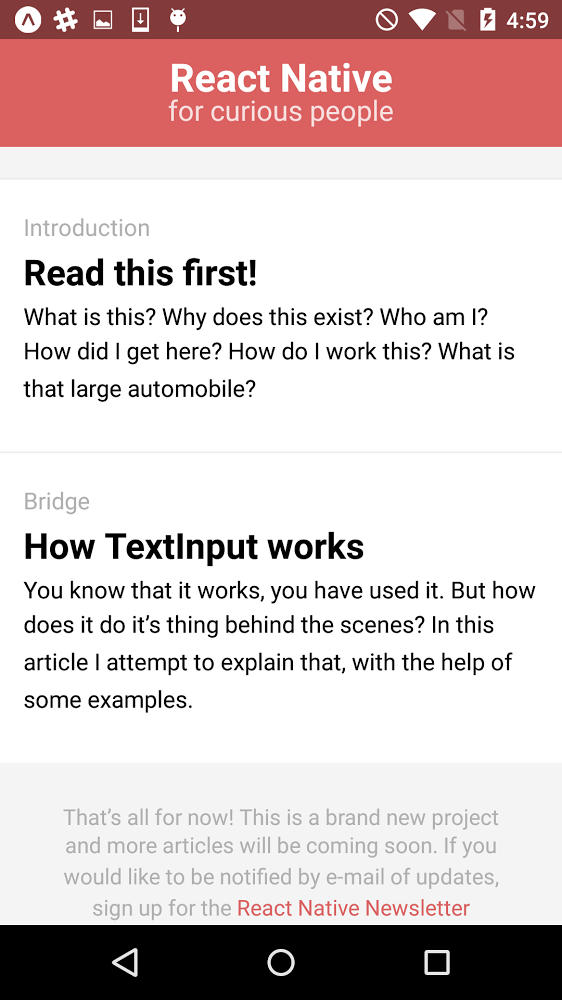 4:59
React Native
for curious people
Introduction
Read this first!
What is this? Why does this exist? Who am I?
How did I get here? How do I work this? What is
that large automobile?
Bridge
How TextInput works
You know that it works, you have used it. But how
does it do it’s thing behind the scenes? In this
article I attempt to explain that, with the help of
some examples.
That’s all for now! This is a brand new project
and more articles will be coming soon. If you
would like to be notified by e-mail of updates,
sign up for the React Native Newsletter